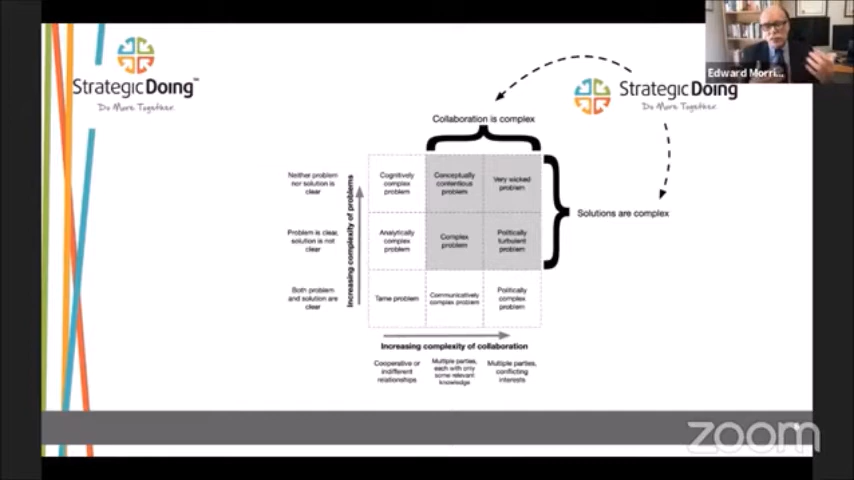 Edward Morri...
StrategicDoing™
Do More Together.
StrategicDoing
Do More Together.
Collaboration is complex
Solutions are complex
Increasing complexity of problems
Neither problem
nor solution is
clear
Cognitively
complex
problem
Conceptually
contentious
problem
Very wicked
problem
Problem is clear,
solution is not
clear
Analytically
complex
problem
Complex
problem
Politically
turbulent
problem
Both problem
and solution are
clear
Tame problem
Communicatively
complex problem
Politically
complex
problem
Increasing complexity of collaboration
Cooperative or
indifferent
relationships
Multiple parties,
each with only
some relevant
knowledge
Multiple parties,
conflicting
interests
zoom